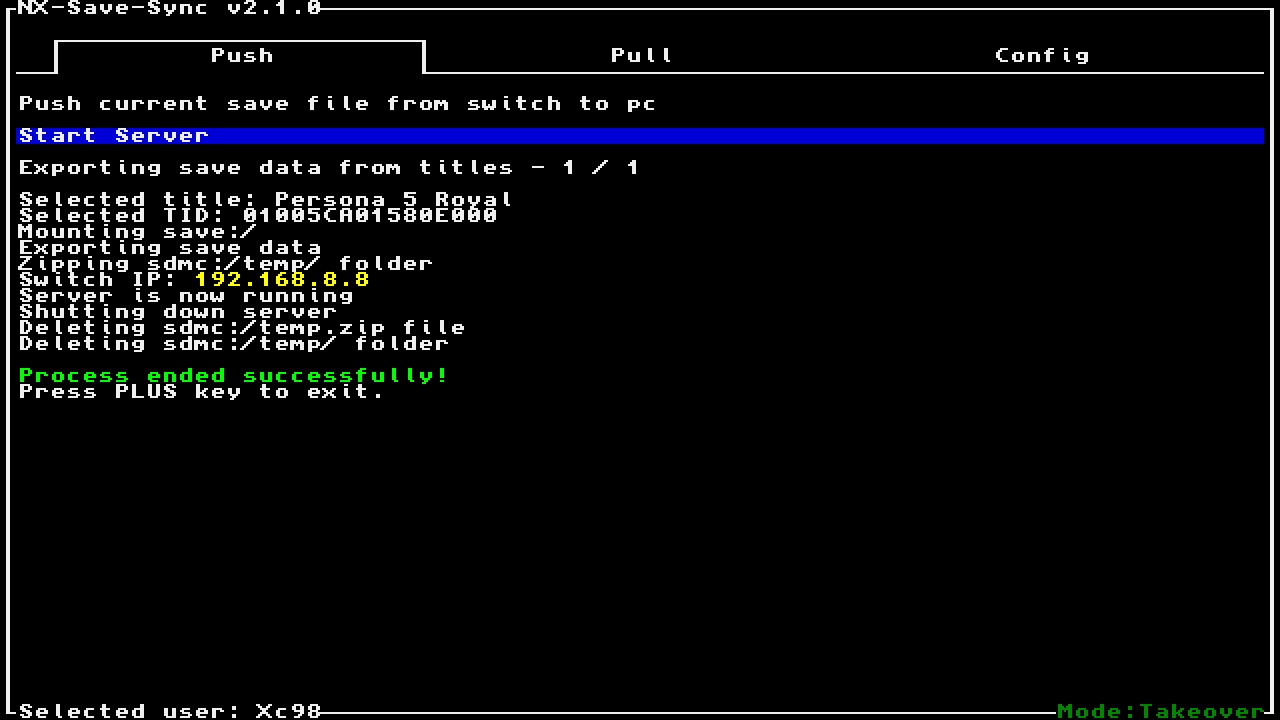 NX-Save-Sync v2.1.0
Push Pull Config
Push current save file from switch to pc
Start Server
Exporting save data from titles - 1 / 1
Selected title: Persona 5 Royal
Selected TID: 01005CA01580E000
Mounting save:/
Exporting save data
Zipping sdmc:/temp/ folder
Switch IP: 192.168.8.8
Server is now running
Shutting down server
Deleting sdmc:/temp.zip file
Deleting sdmc:/temp/ folder
Process ended successfully!
Press PLUS key to exit.
Selected user: Xc98 Mode:Takeover